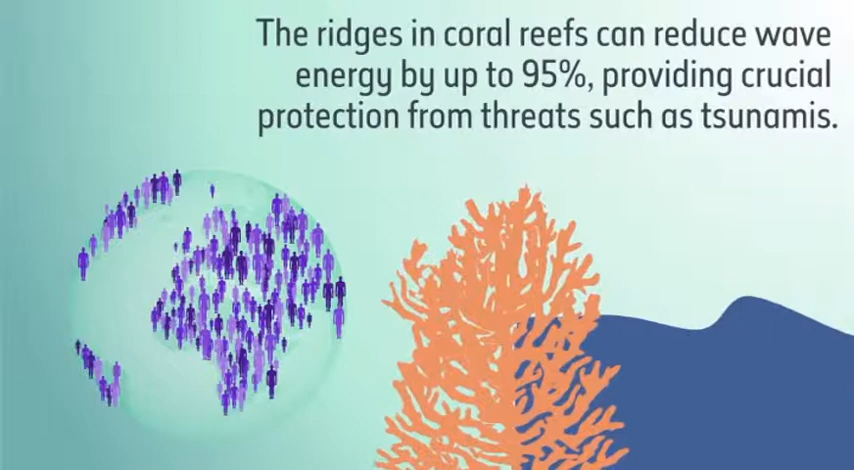 The ridges in coral reefs can reduce wave
energy by up to 95%, providing crucial
protection from threats such as tsunamis.